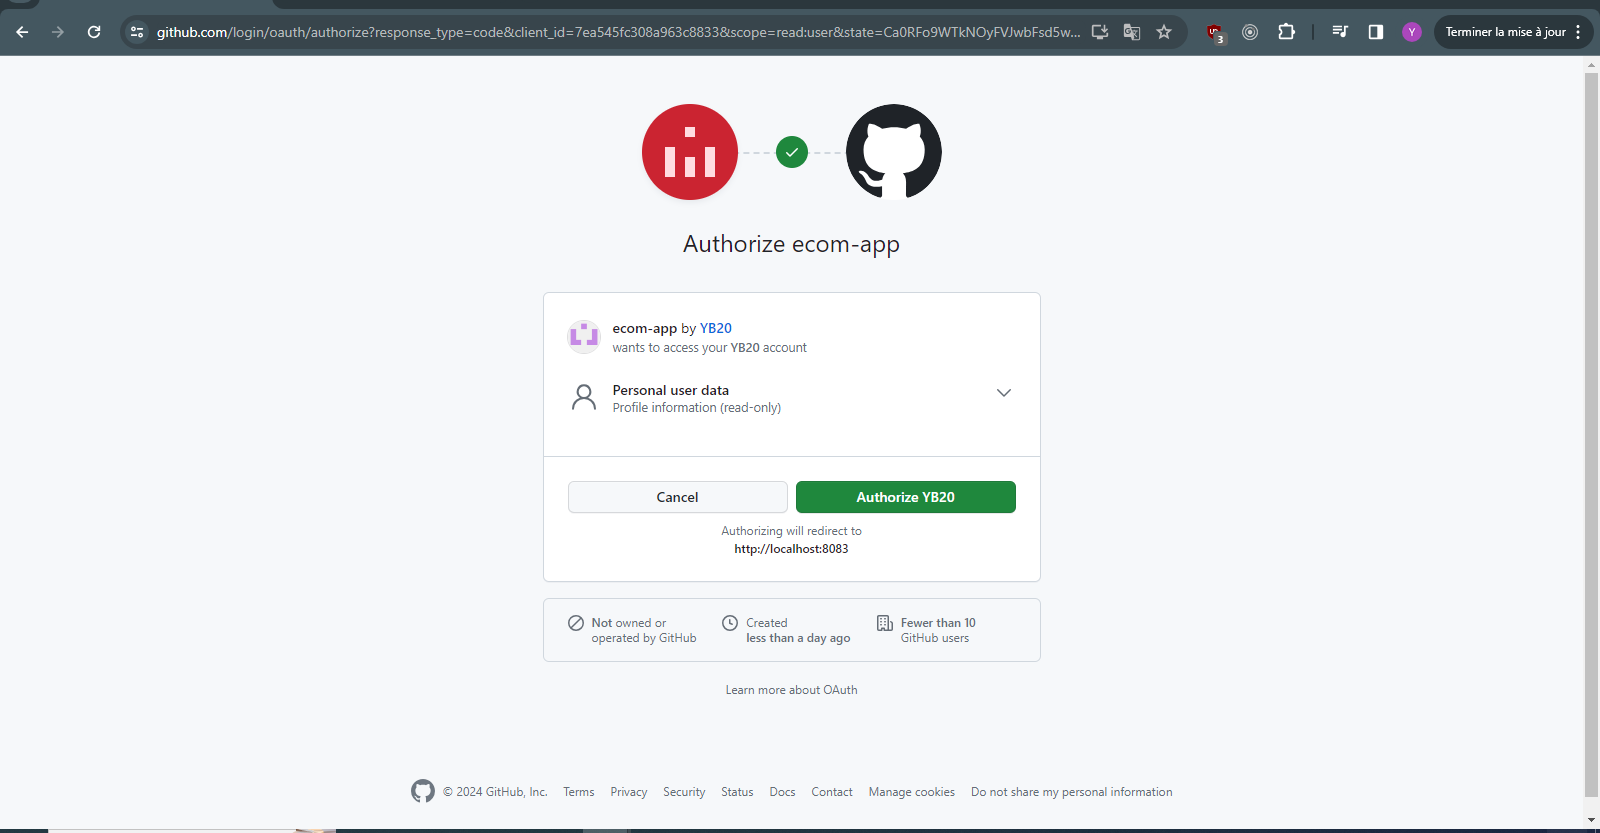 github.com/login/oauth/authorize?response_type=code&client_id=7ea545fc308a963c8833&scope=read:user&state=Ca0RFo9WTkNOyFVJwbFsd5w...
3
Y
Terminer la mise à jour
Authorize ecom-app
ecom-app by YB20
wants to access your YB20 account
Personal user data
Profile information (read-only)
Cancel
Authorize YB20
Authorizing will redirect to
http://localhost:8083
Not owned or
operated by GitHub
Created
less than a day ago
Fewer than 10
GitHub users
Learn more about OAuth
© 2024 GitHub, Inc. Terms Privacy Security Status Docs Contact Manage cookies Do not share my personal information